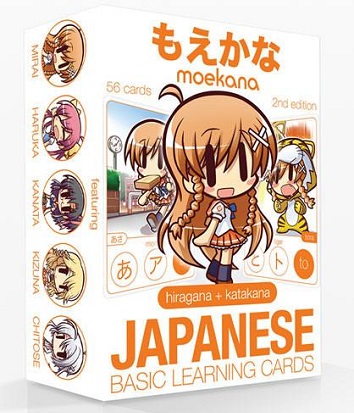 もえかな
moekana
56 cards
2nd edition
MIRAI
HARUKA
KANATA
KIZUNA
CHITOSE
featuring
あさ
あ ア
ト to
hiragana + katakana
JAPANESE
BASIC LEARNING CARDS